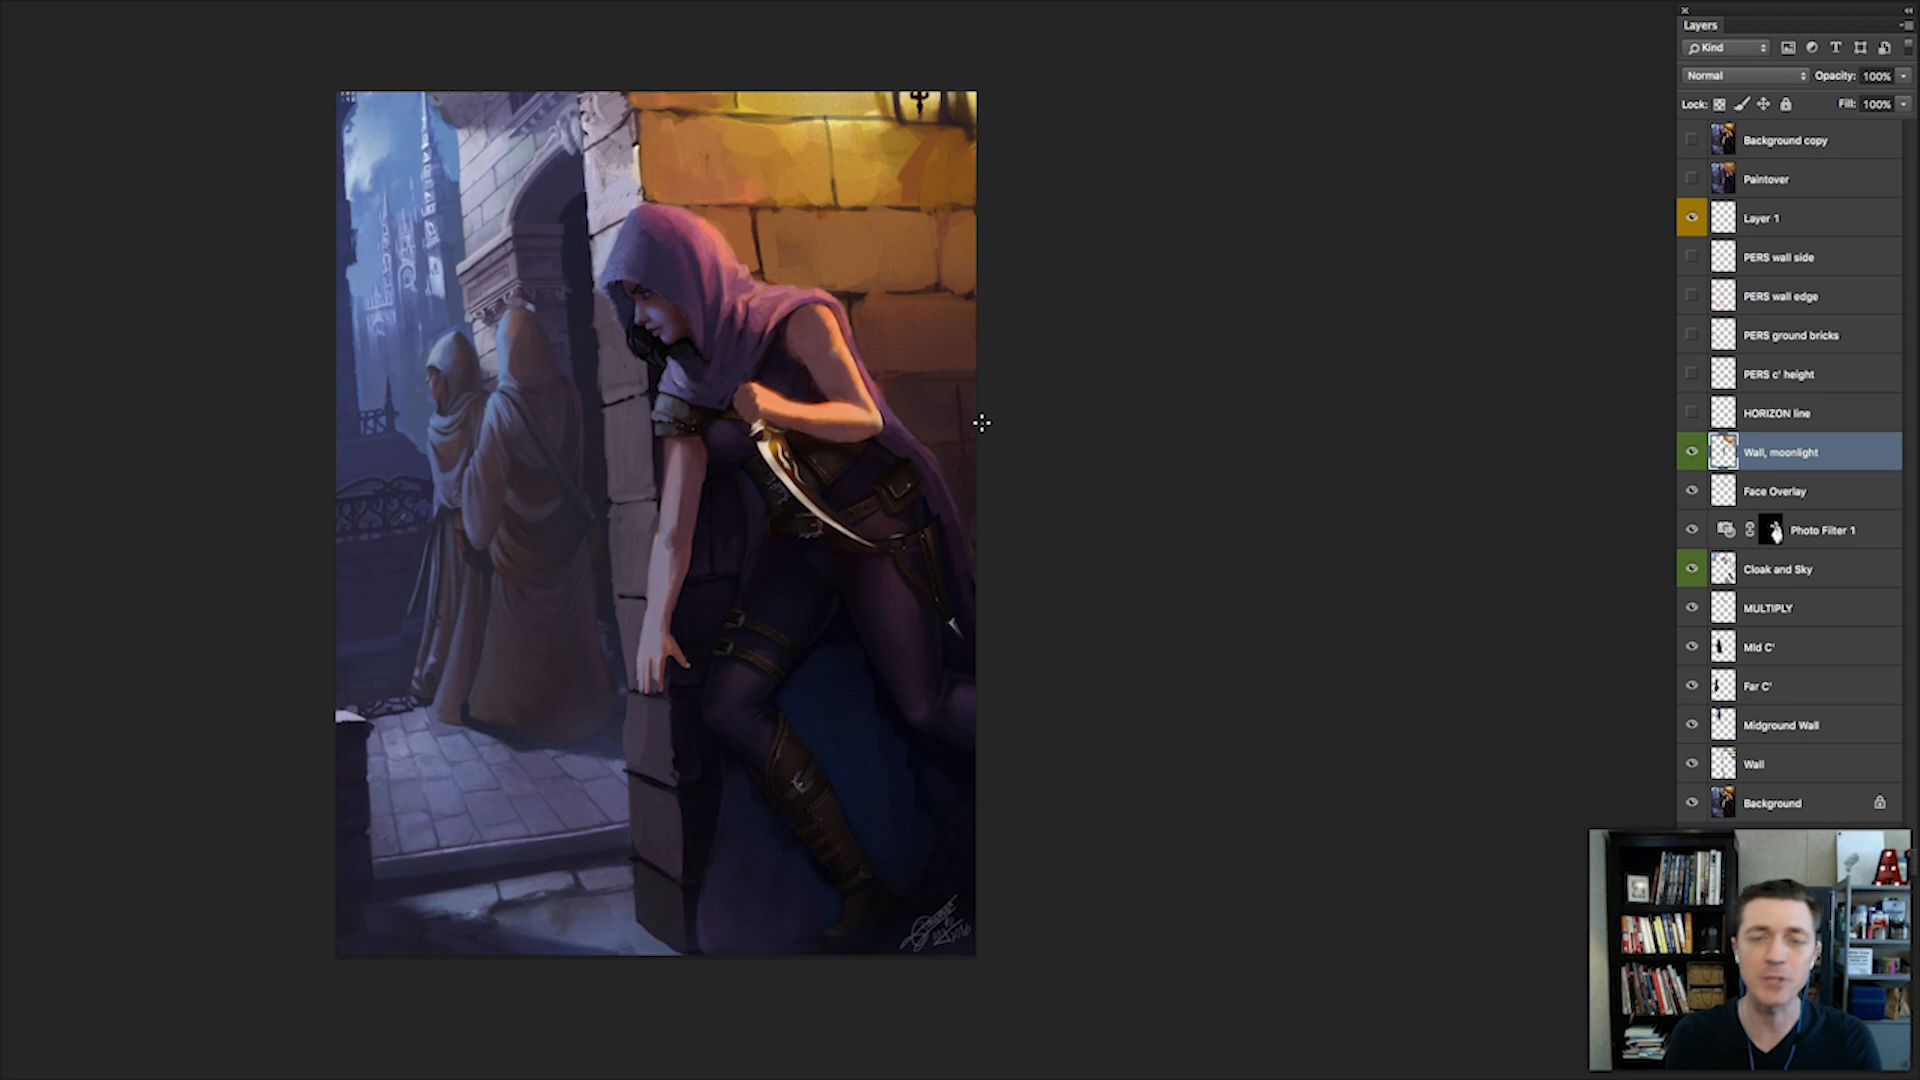 Layers
Kind
Normal Opacity: 100%
Lock: Fill: 100%
Background copy
Paintover
Layer 1
PERS wall side
PERS wall edge
PERS ground bricks
PERS c' height
HORIZON line
Wall, moonlight
Face Overlay
Photo Filter 1
Cloak and Sky
MULTIPLY
Mid C'
Far C'
Midground Wall
Wall
Background